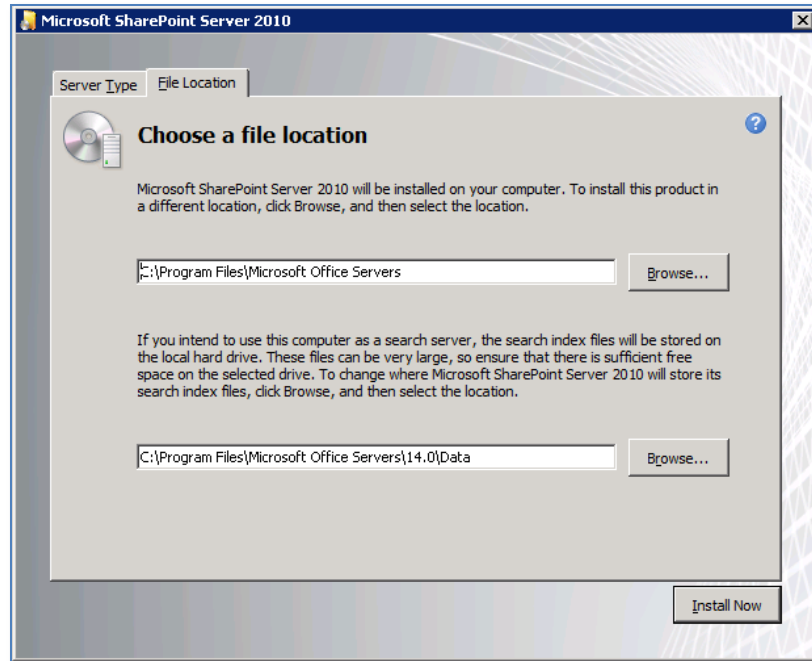 Microsoft SharePoint Server 2010
Server Type
File Location
Choose a file location
Microsoft SharePoint Server 2010 will be installed on your computer. To install this product in
a different location, click Browse, and then select the location.
C:\Program Files\Microsoft Office Servers
Browse...
If you intend to use this computer as a search server, the search index files will be stored on
the local hard drive. These files can be very large, so ensure that there is sufficient free
space on the selected drive. To change where Microsoft SharePoint Server 2010 will store its
search index files, click Browse, and then select the location.
C:\Program Files\Microsoft Office Servers\14.0\Data
Browse...
Install Now